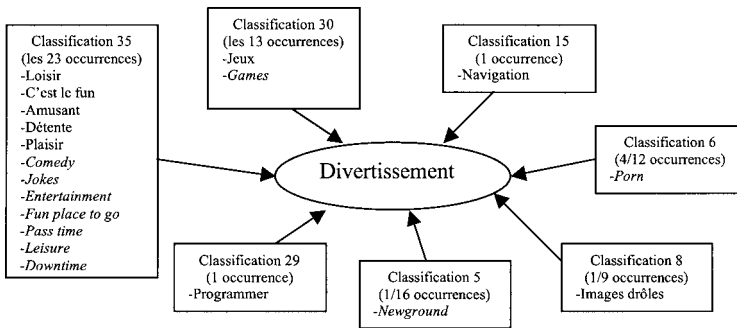 Classification 35
(les 23 occurrences)
-Loisir
-C'est le fun
-Amusant
-Détente
-Plaisir
-Comedy
-Jokes
-Entertainment
-Fun place to go
-Pass time
-Leisure
-Downtime
Classification 30
(les 13 occurrences)
-Jeux
-Games
Classification 15
(1 occurrence)
-Navigation
Divertissement
Classification 6
(4/12 occurrences)
-Porn
Classification 29
(1 occurrence)
-Programmer
Classification 5
(1/16 occurrences)
-Newground
Classification 8
(1/9 occurrences)
-Images drôles